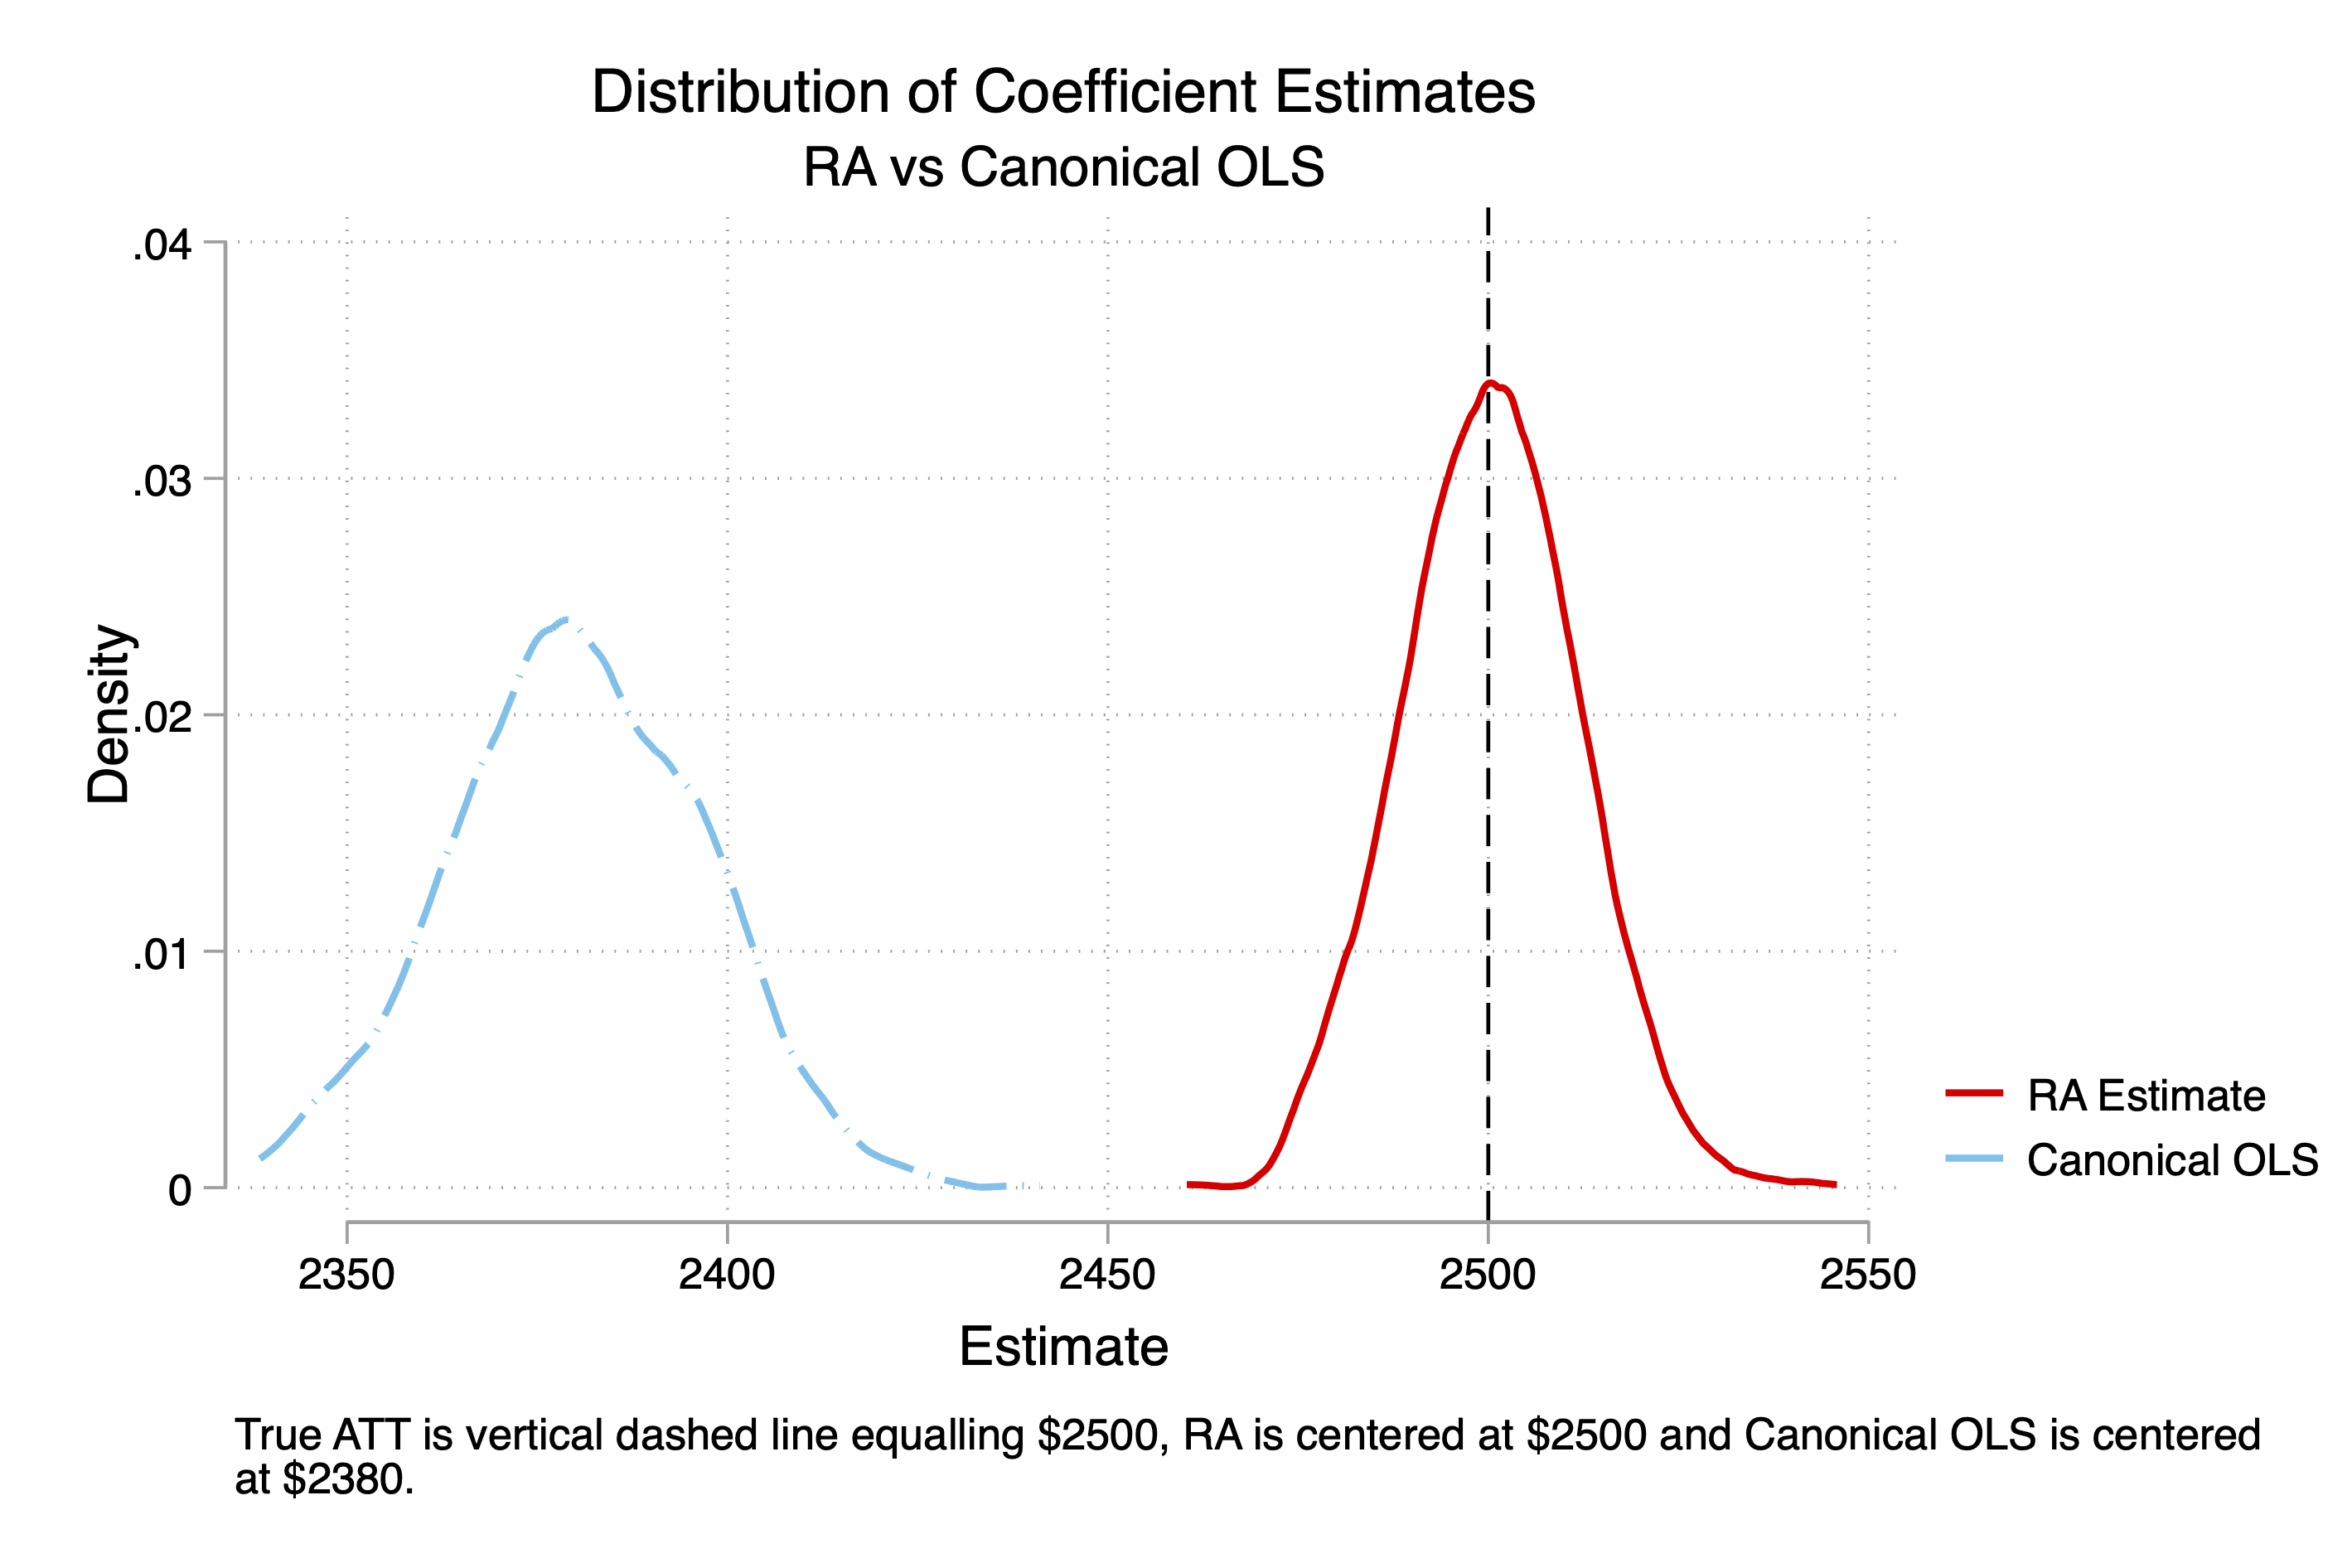 Distribution of Coefficient Estimates
RA vs Canonical OLS
.04
.03
.02
.01
0
Density
2350 2400 2450 2500 2550
Estimate
RA Estimate
Canonical OLS
True ATT is vertical dashed line equalling $2500, RA is centered at $2500 and Canonical OLS is centered
at $2380.